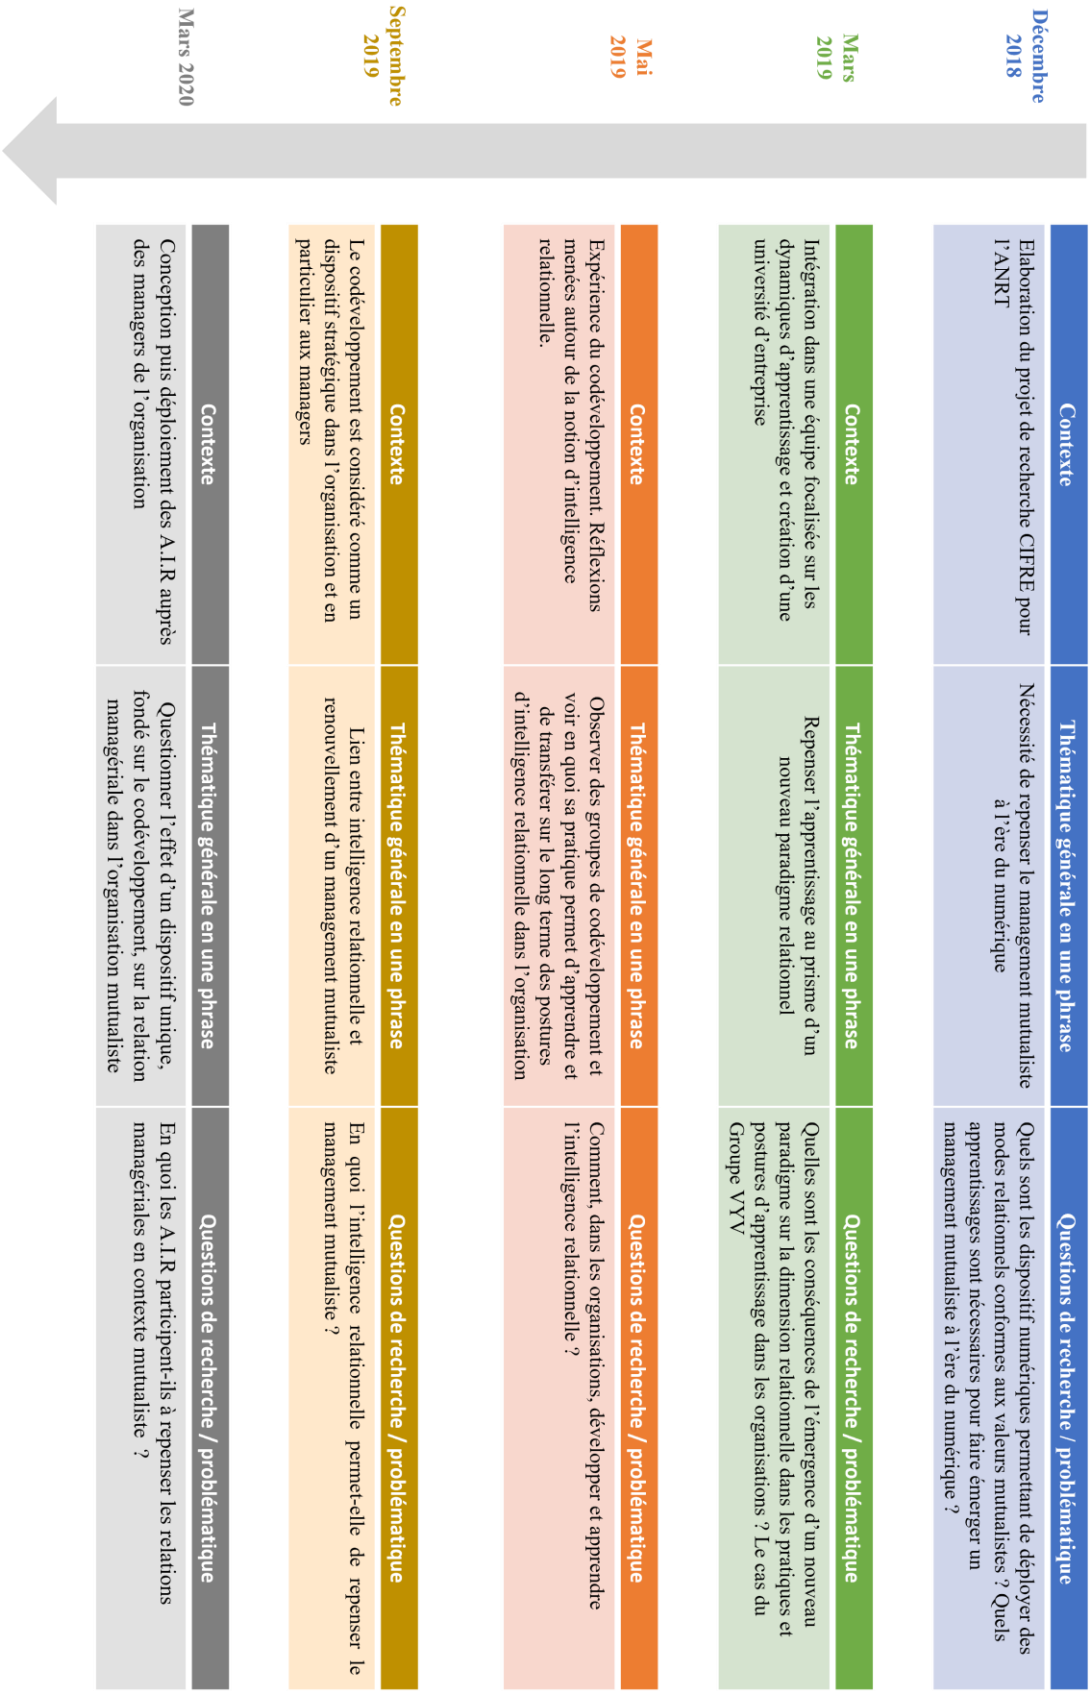 Décembre
2018
Contexte
Elaboration du projet de recherche CIFRE pour
l'ANRT
Thématique générale en une phrase
Nécessité de repenser le management mutualiste
à l'ère du numérique
Questions de recherche / problématique
Quels sont les dispositif numériques permettant de déployer des
modes relationnels conformes aux valeurs mutualistes ? Quels
apprentissages sont nécessaires pour faire émerger un
management mutualiste à l'ère du numérique ?
Mars
2019
Contexte
Intégration dans une équipe focalisée sur les
dynamiques d'apprentissage et création d'une
université d'entreprise
Thématique générale en une phrase
Repenser l'apprentissage au prisme d'un
nouveau paradigme relationnel
Questions de recherche / problématique
Quelles sont les conséquences de l'émergence d'un nouveau
paradigme sur la dimension relationnelle dans les pratiques et
postures d'apprentissage dans les organisations ? Le cas du
Groupe VYV
Mai
2019
Contexte
Expérience du codéveloppement. Réflexions
menées autour de la notion d'intelligence
relationnelle.
Thématique générale en une phrase
Observer des groupes de codéveloppement et
voir en quoi sa pratique permet d'apprendre et
de transférer sur le long terme des postures
d'intelligence relationnelle dans l'organisation
Questions de recherche / problématique
Comment, dans les organisations, développer et apprendre
l'intelligence relationnelle ?
Septembre
2019
Contexte
Le codéveloppement est considéré comme un
dispositif stratégique dans l'organisation et en
particulier aux managers
Thématique générale en une phrase
Lien entre intelligence relationnelle et
renouvellement d'un management mutualiste
Questions de recherche / problématique
En quoi l'intelligence relationnelle permet-elle de repenser le
management mutualiste ?
Mars 2020
Contexte
Conception puis déploiement des A.I.R auprès
des managers de l'organisation
Thématique générale en une phrase
Questionner l'effet d'un dispositif unique,
fondé sur le codéveloppement, sur la relation
managériale dans l'organisation mutualiste
Questions de recherche / problématique
En quoi les A.I.R participent-ils à repenser les relations
managériales en contexte mutualiste ?